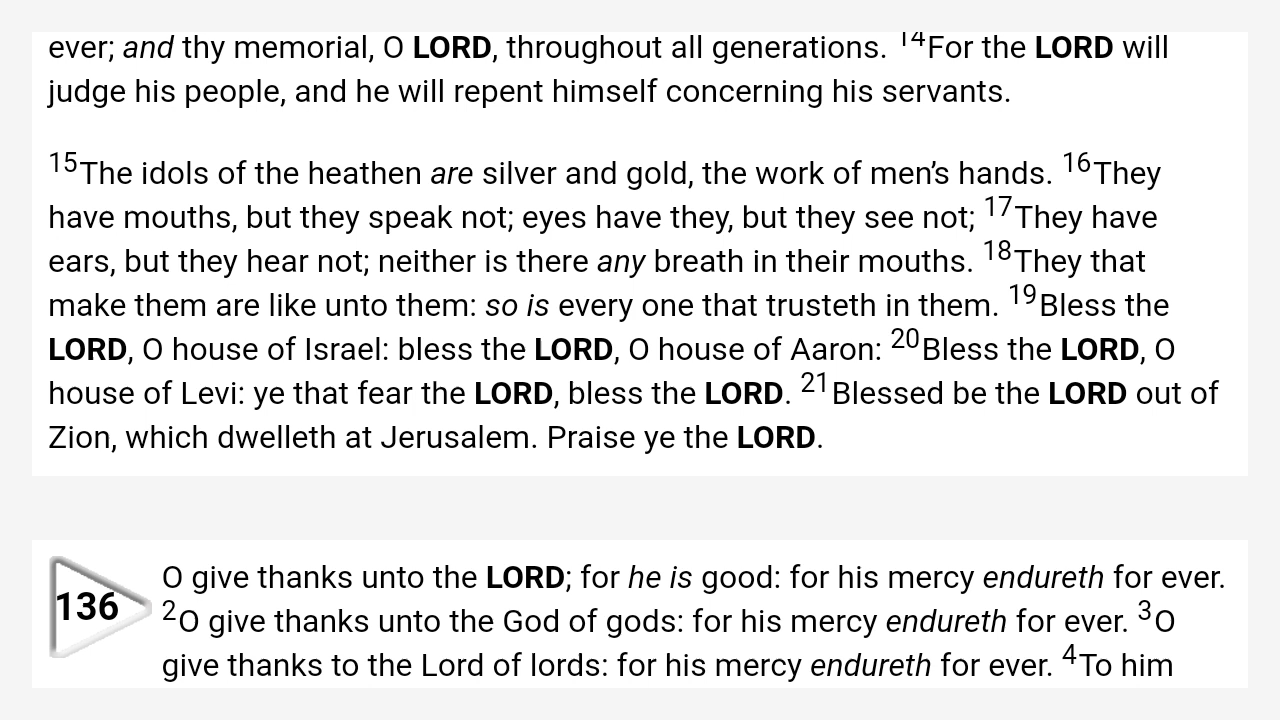 ever; and thy memorial, O LORD, throughout all generations. 14For the LORD will
judge his people, and he will repent himself concerning his servants.
15The idols of the heathen are silver and gold, the work of men’s hands. 16They
have mouths, but they speak not; eyes have they, but they see not; 17They have
ears, but they hear not; neither is there any breath in their mouths. 18They that
make them are like unto them: so is every one that trusteth in them. 19Bless the
LORD, O house of Israel: bless the LORD, O house of Aaron: 20Bless the LORD, O
house of Levi: ye that fear the LORD, bless the LORD. 21Blessed be the LORD out of
Zion, which dwelleth at Jerusalem. Praise ye the LORD.
136
O give thanks unto the LORD; for he is good: for his mercy endureth for ever.
2O give thanks unto the God of gods: for his mercy endureth for ever. 3O
give thanks to the Lord of lords: for his mercy endureth for ever. 4To him